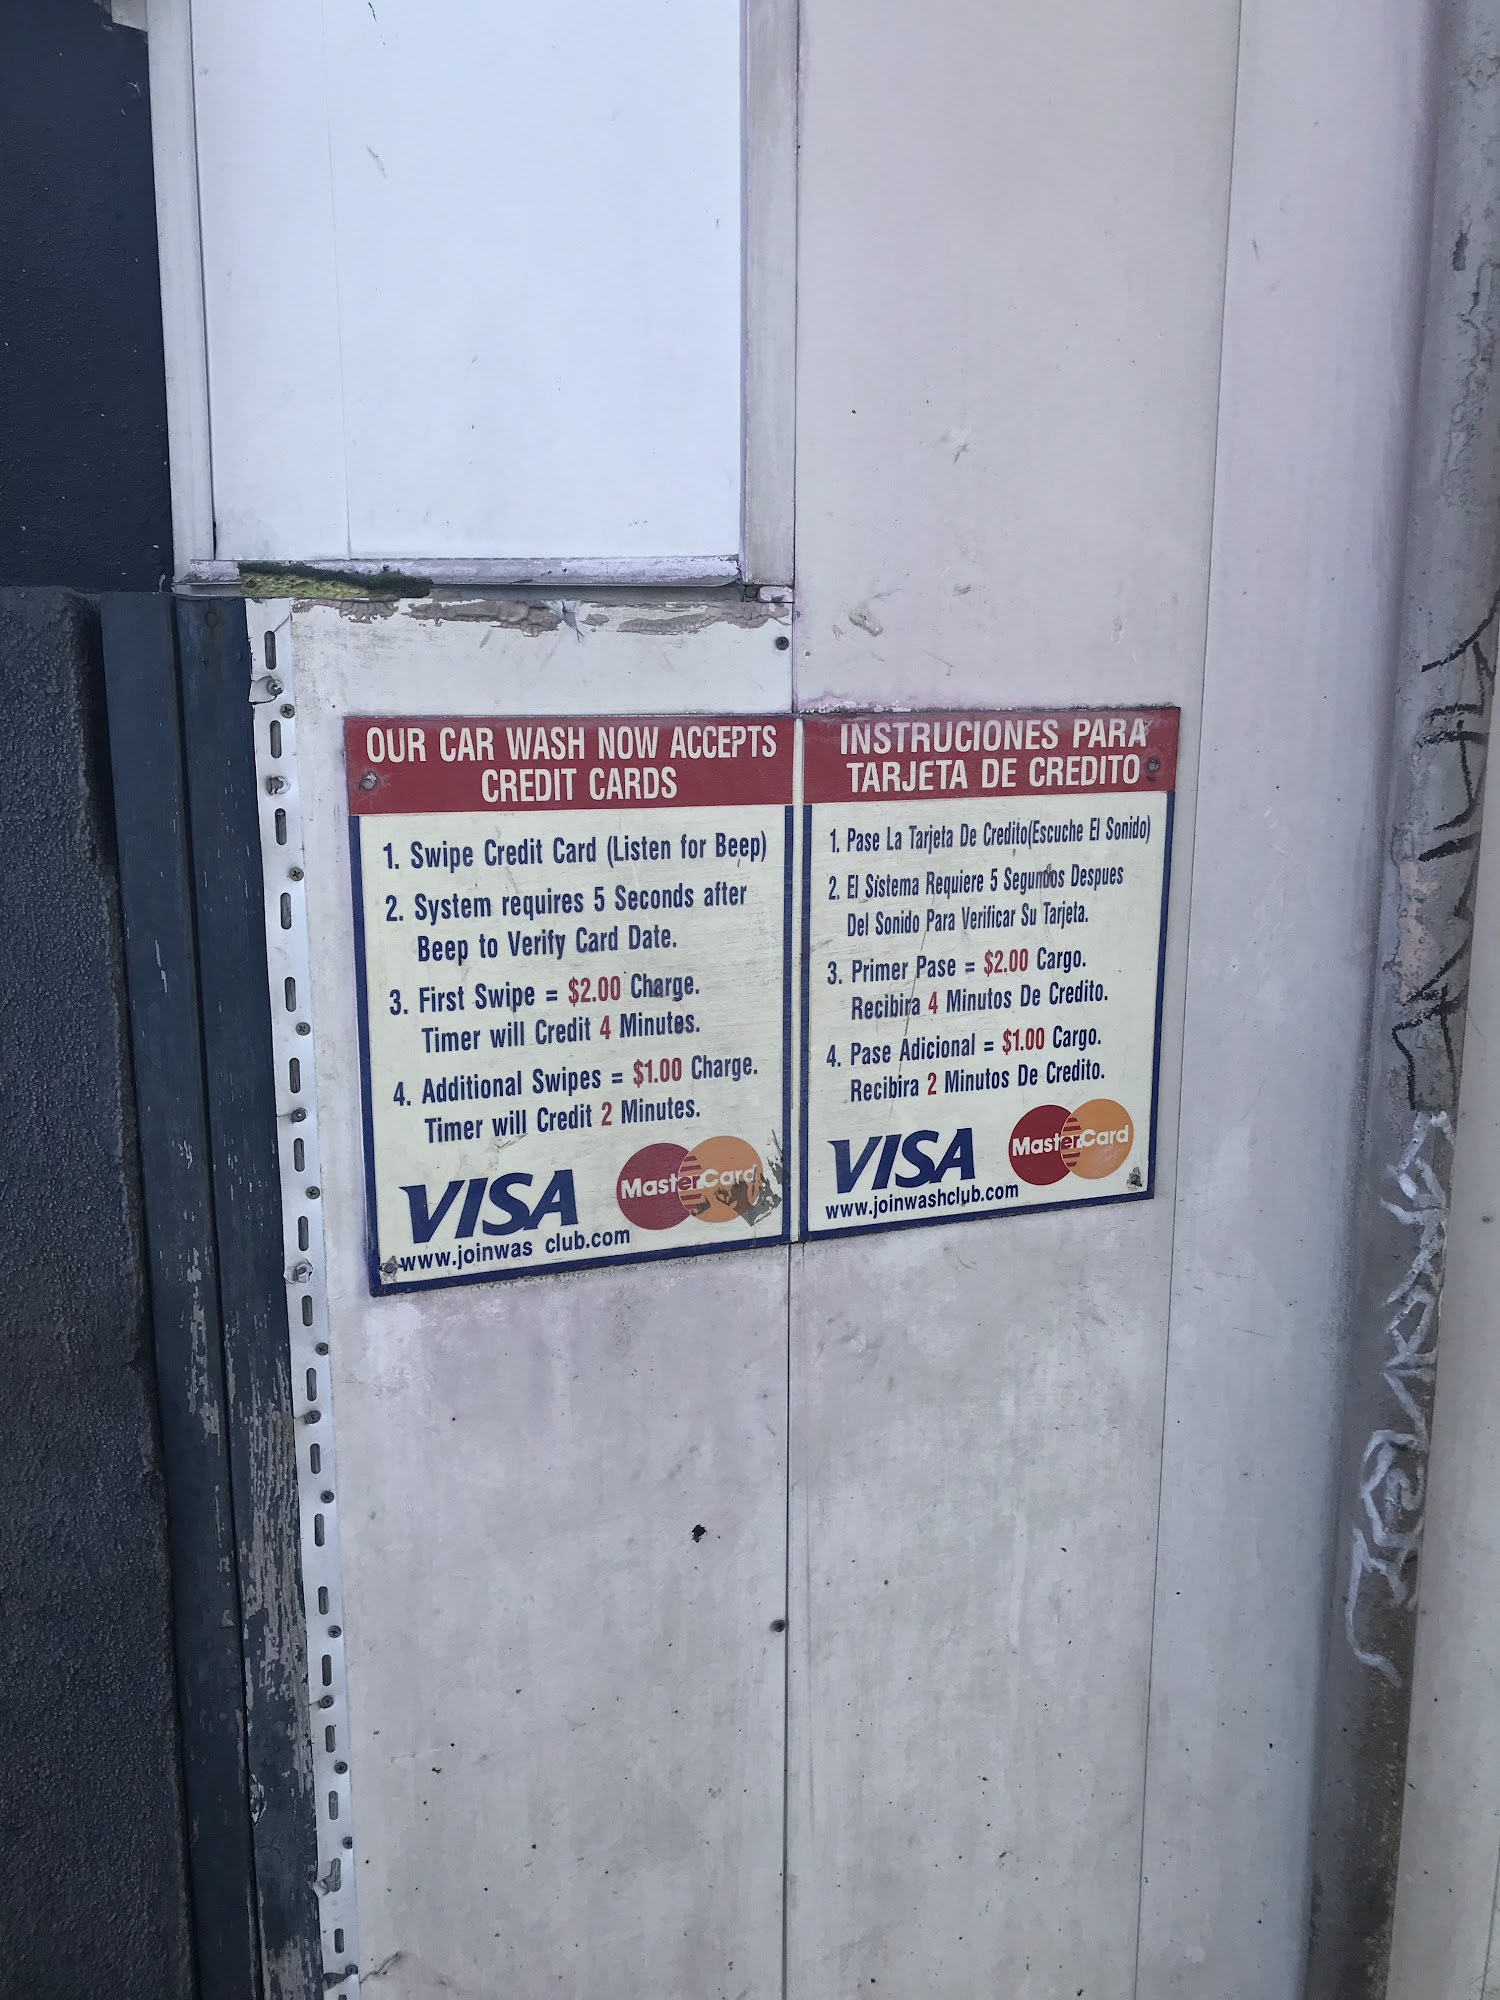 OUR CAR WASH NOW ACCEPTS
CREDIT CARDS
1. Swipe Credit Card (Listen for Beep)
2. System requires 5 Seconds after
Beep to Verify Card Date.
3. First Swipe = $2.00 Charge.
Timer will Credit 4 Minutes.
4. Additional Swipes = $1.00 Charge.
Timer will Credit 2 Minutes.
VISA
MasterCard
www.joinwas club.com
INSTRUCIONES PARA
TARJETA DE CREDITO
1. Pase La Tarjeta De Credito(Escuche El Sonido)
2. El Sistema Requiere 5 Segundos Despues
Del Sonido Para Verificar Su Tarjeta.
3. Primer Pase = $2.00 Cargo.
Recibira 4 Minutos De Credito.
4. Pase Adicional = $1.00 Cargo.
Recibira 2 Minutos De Credito.
VISA
MasterCard
www.joinwashclub.com